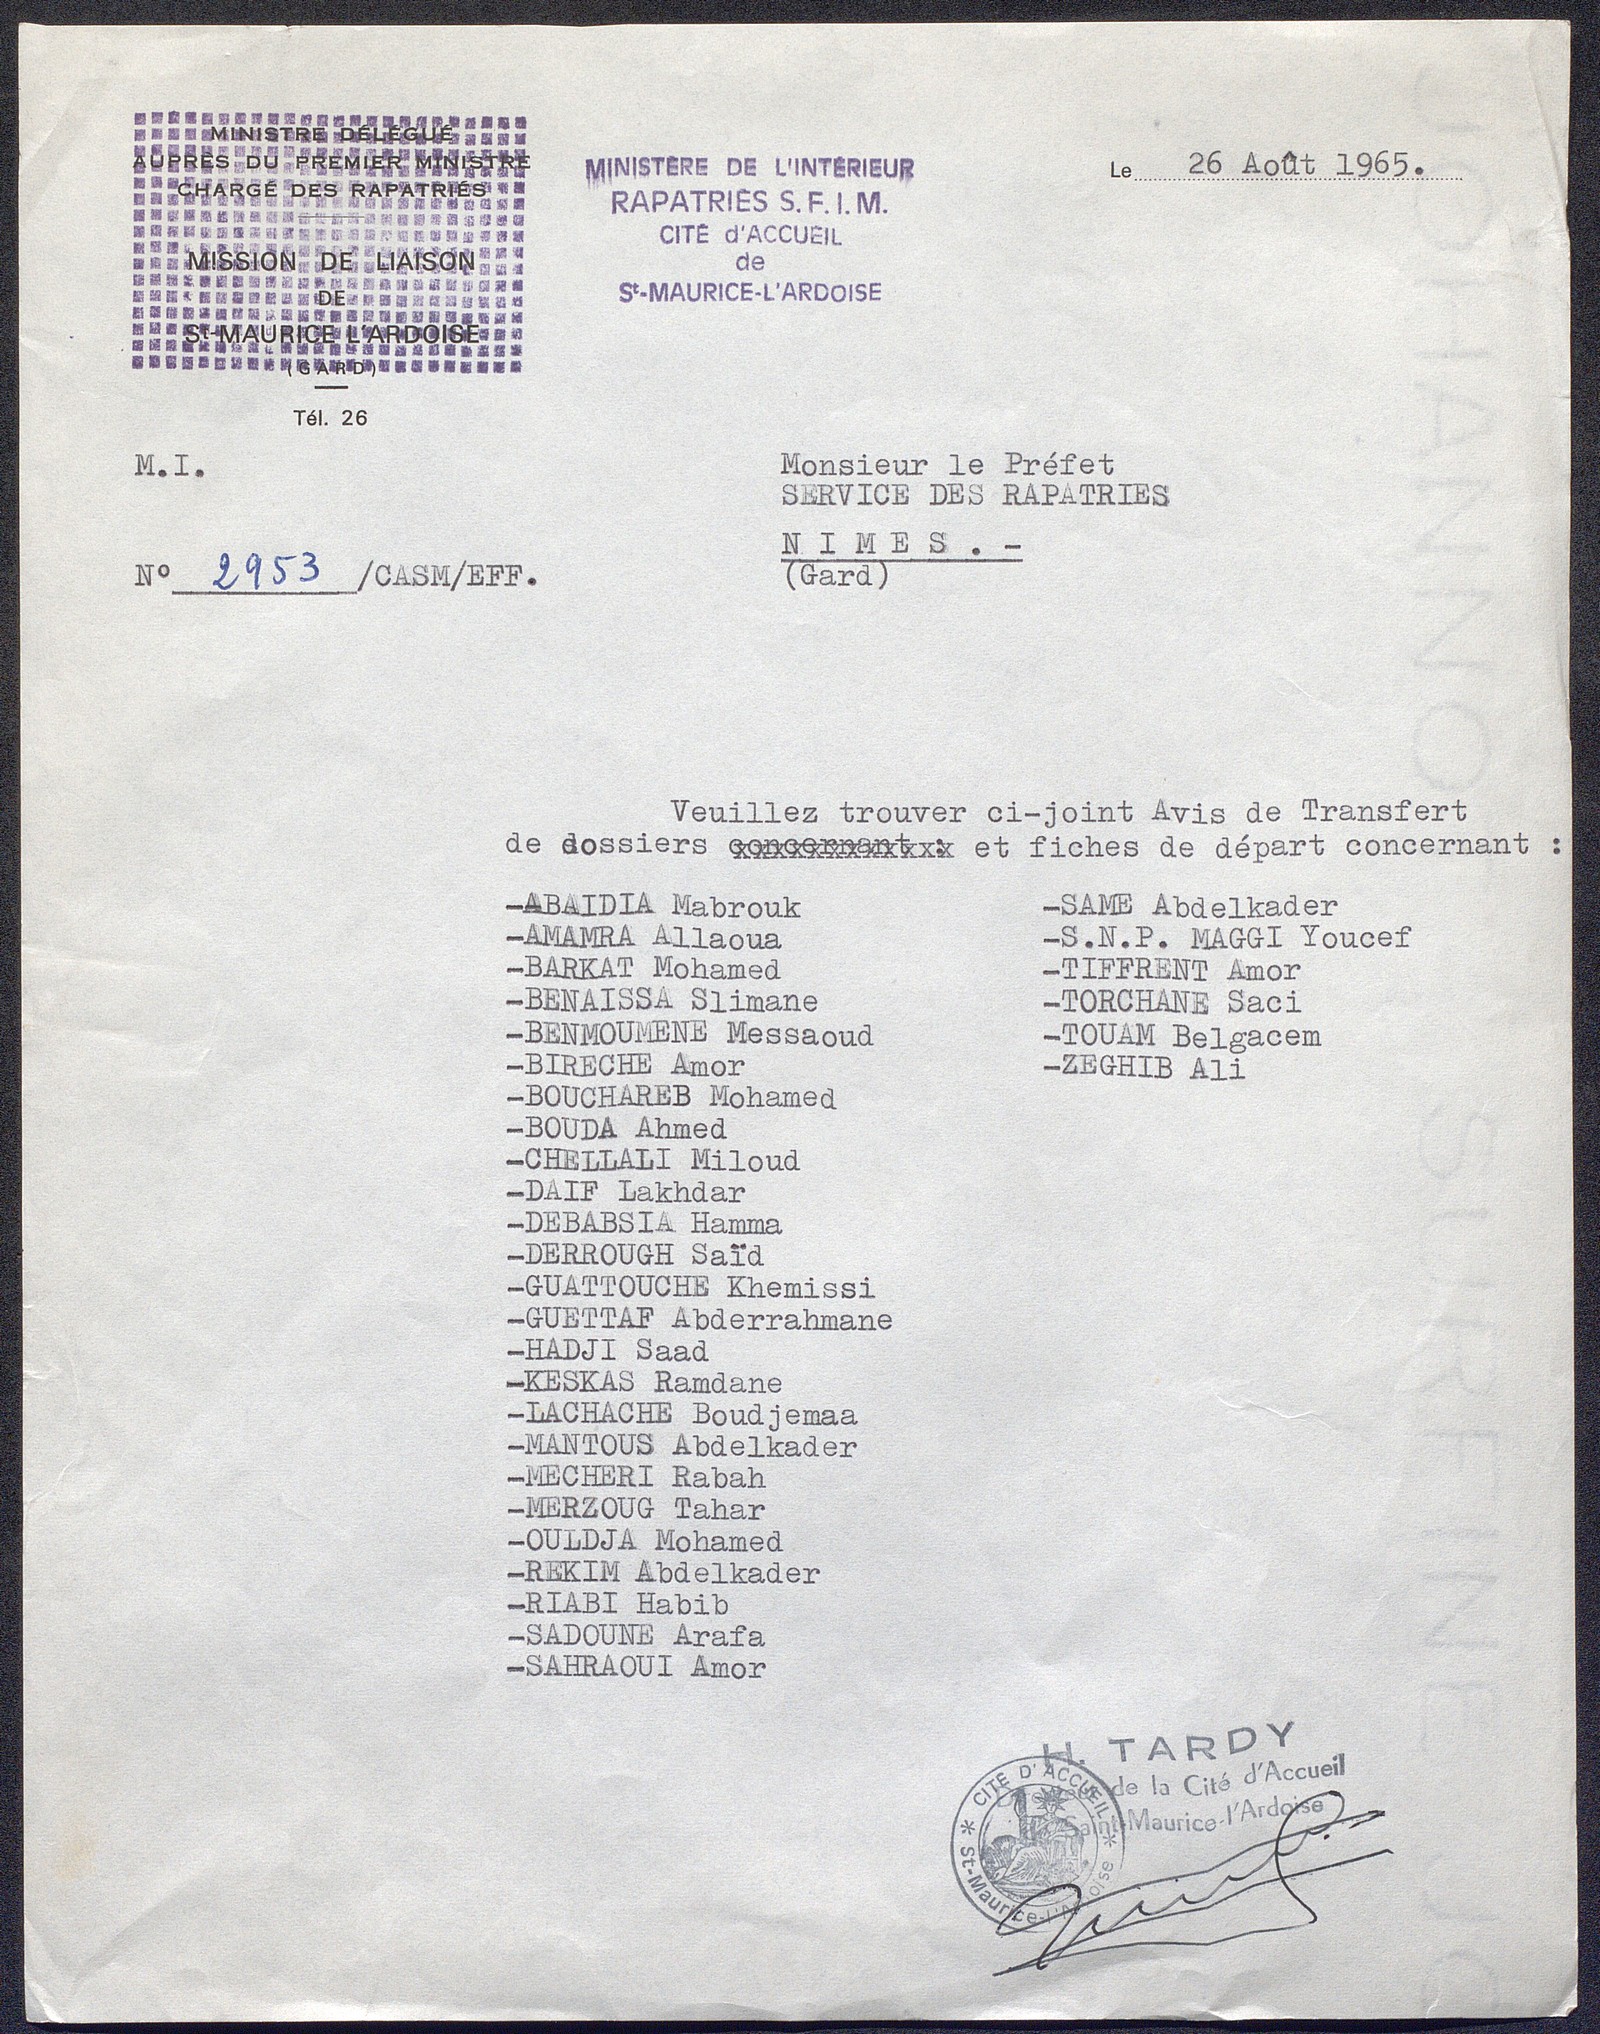 MINISTRE DÉLÉGUÉ
AUPRÈS DU PREMIER MINISTRE
CHARGÉ DES RAPATRIÉS
MISSION DE LIAISON
DE
St-MAURICE L'ARDOISE
(GARD)
Tél. 26
MINISTÈRE DE L'INTÉRIEUR
RAPATRIÉS S.F.I.M.
CITÉ d'ACCUEIL
de
St-MAURICE-L'ARDOISE
Le 26 Août 1965.
M.I.
Monsieur le Préfet
SERVICE DES RAPATRIES
N I M E S . -
(Gard)
N° 2953 /CASM/EFF.
Veuillez trouver ci-joint Avis de Transfert
de dossiers concernant : et fiches de départ concernant :
-ABAIDIA Mabrouk
-AMAMRA Allaoua
-BARKAT Mohamed
-BENAISSA Slimane
-BENMOUMENE Messaoud
-BIRECHE Amor
-BOUCHAREB Mohamed
-BOUDA Ahmed
-CHELLALI Miloud
-DAIF Lakhdar
-DEBABSIA Hamma
-DERROUGH Saïd
-GUATTOUCHE Khemissi
-GUETTAF Abderrahmane
-HADJI Saad
-KESKAS Ramdane
-LACHACHE Boudjemaa
-MANTOUS Abdelkader
-MECHERI Rabah
-MERZOUG Tahar
-OULDJA Mohamed
-REKIM Abdelkader
-RIABI Habib
-SADOUNE Arafa
-SAHRAOUI Amor
-SAME Abdelkader
-S.N.P. MAGGI Youcef
-TIFFRENT Amor
-TORCHANE Saci
-TOUAM Belgacem
-ZEGHIB Ali
H. TARDY
de la Cité d'Accueil
Saint-Maurice-l'Ardoise
* CITÉ D'ACCUEIL *
St-Maurice-l'Ardoise